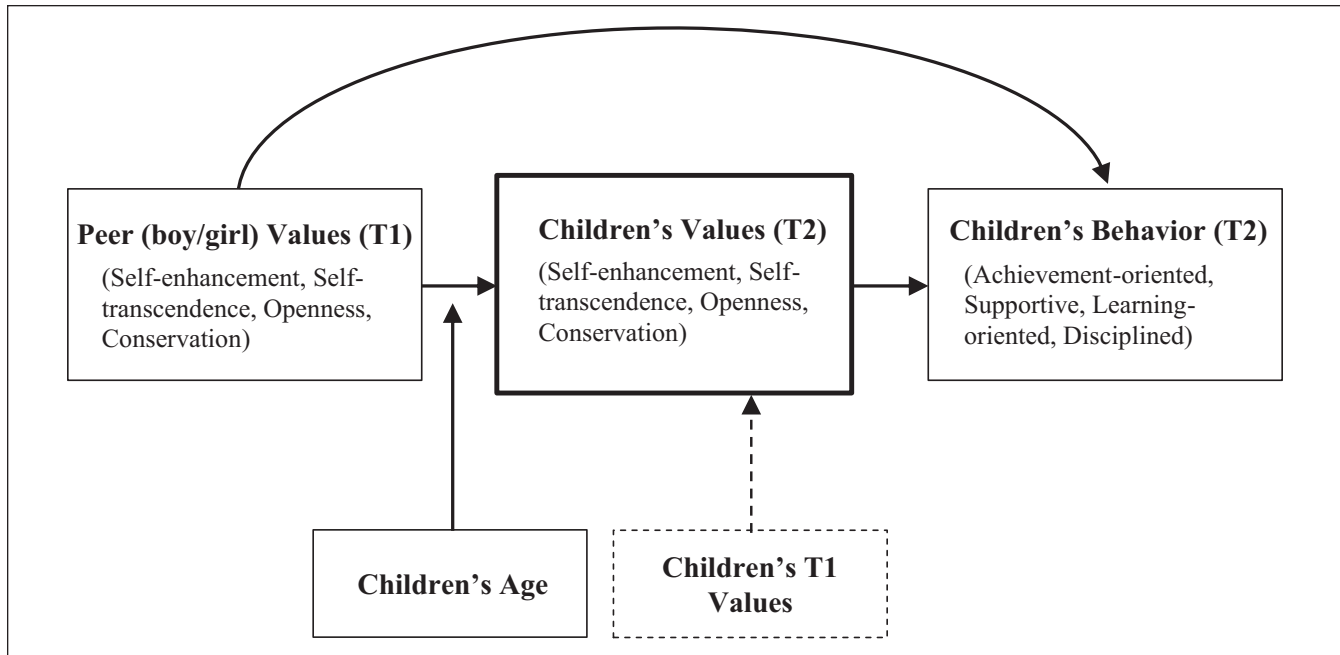 Peer (boy/girl) Values (T1)
(Self-enhancement, Self-
transcendence, Openness,
Conservation)
Children’s Values (T2)
(Self-enhancement, Self-
transcendence, Openness,
Conservation)
Children’s Behavior (T2)
(Achievement-oriented,
Supportive, Learning-
oriented, Disciplined)
Children’s Age
Children’s T1
Values